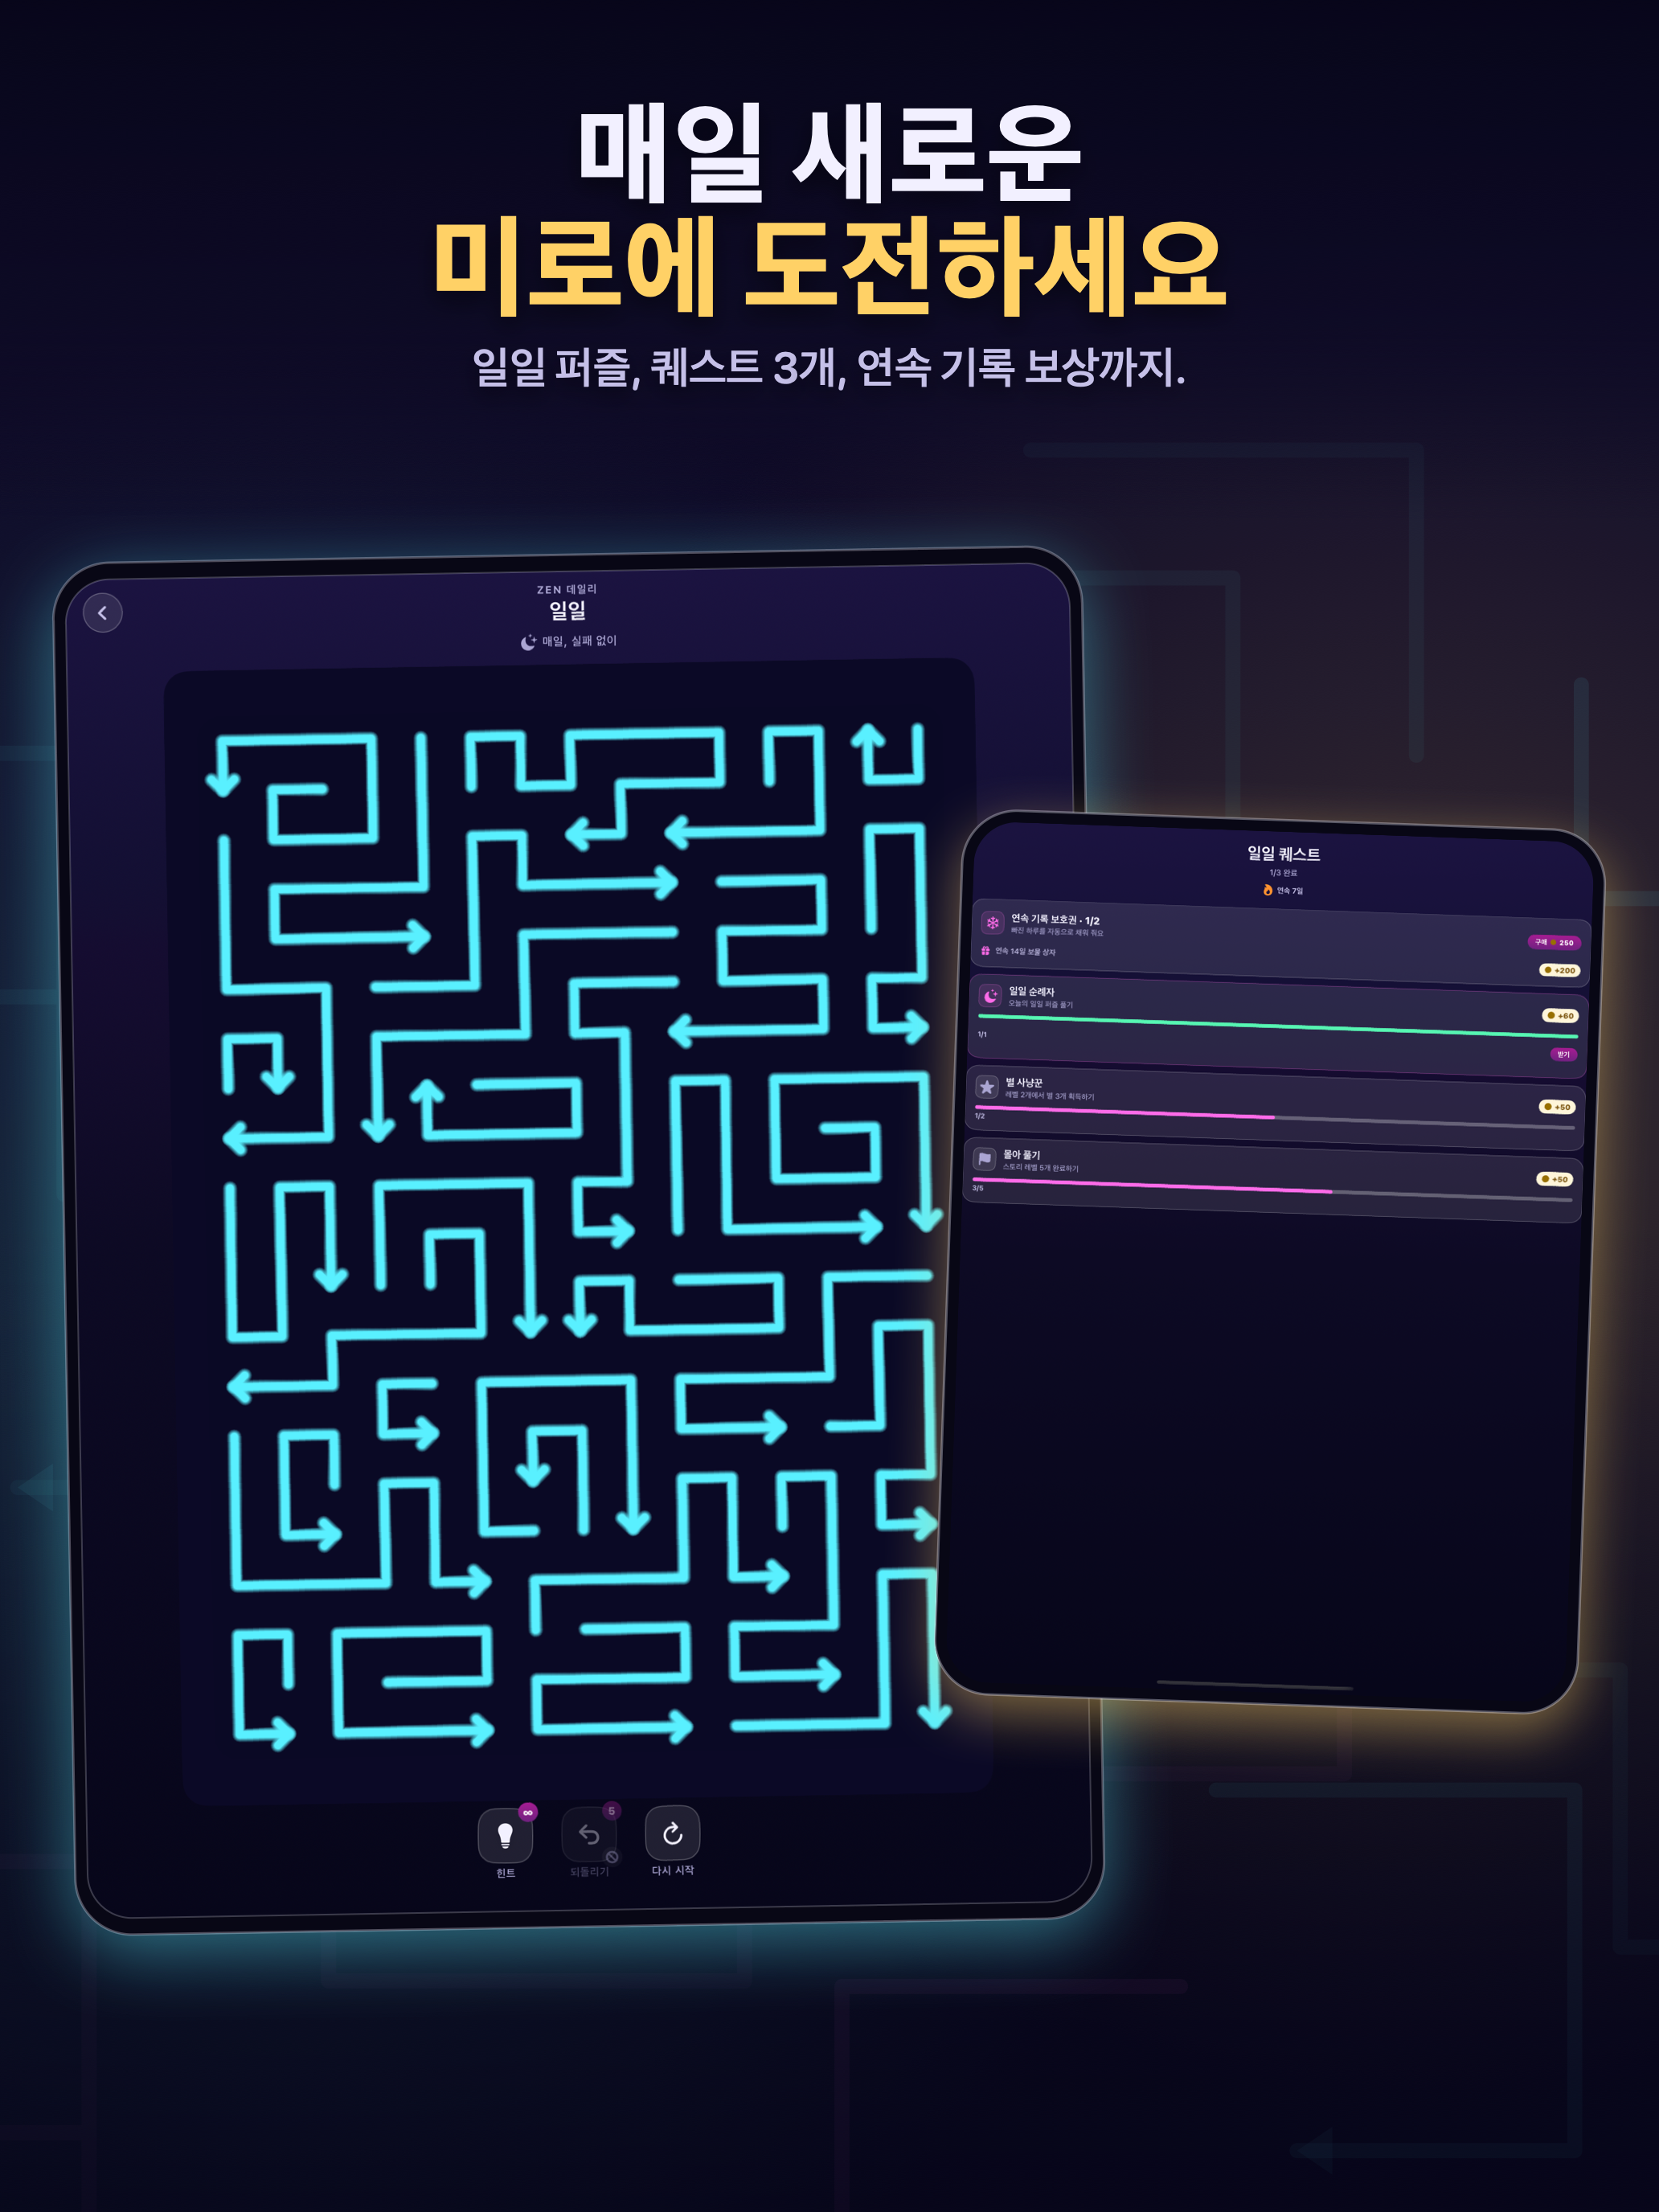 매일 새로운
미로에 도전하세요
일일 퍼즐, 퀘스트 3개, 연속 기록 보상까지.
ZEN 데일리
일일
매일, 실패 없이
∞
힌트
5
되돌리기
다시 시작
일일 퀘스트
1/3 완료
연속 7일
연속 기록 보호권 · 1/2
빠진 하루를 자동으로 채워 줘요
구매 250
연속 14일 보물 상자
+200
일일 순례자
오늘의 일일 퍼즐 풀기
+60
1/1
받기
별 사냥꾼
레벨 2개에서 별 3개 획득하기
+50
1/2
몰아 풀기
스토리 레벨 5개 완료하기
+50
3/5